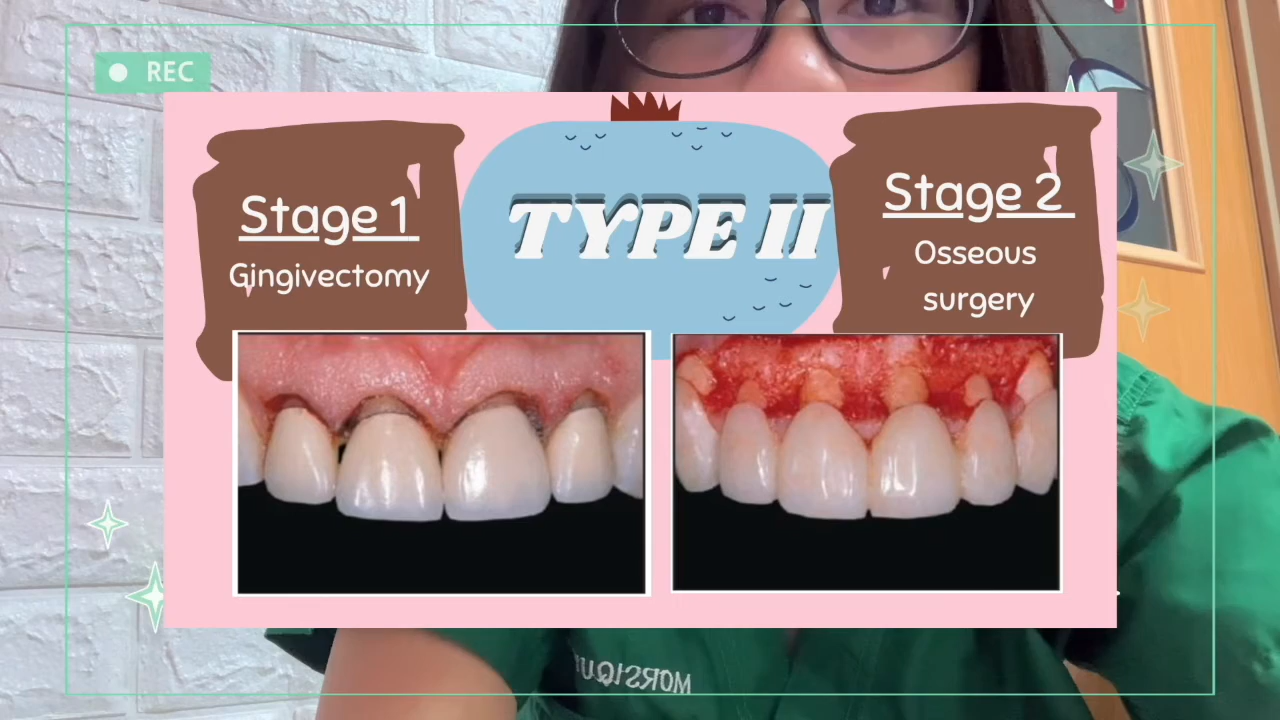 REC
Stage 1
Gingivectomy
TYPE II
Stage 2
Osseous
surgery